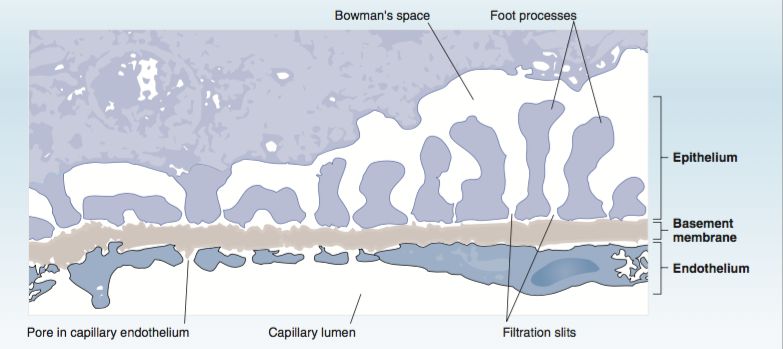 Bowman's space
Foot processes
Epithelium
Basement
membrane
Endothelium
Pore in capillary endothelium
Capillary lumen
Filtration slits